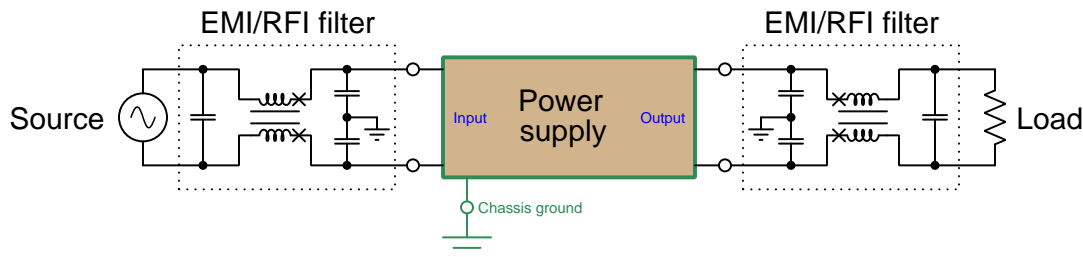 EMI/RFI filter
EMI/RFI filter
Source
Input
Power
supply
Output
Load
Chassis ground